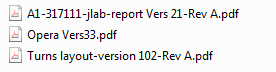 A1-317111-jlab-report Vers 21-Rev A.pdf
Opera Vers33.pdf
Turns layout-version 102-Rev A.pdf